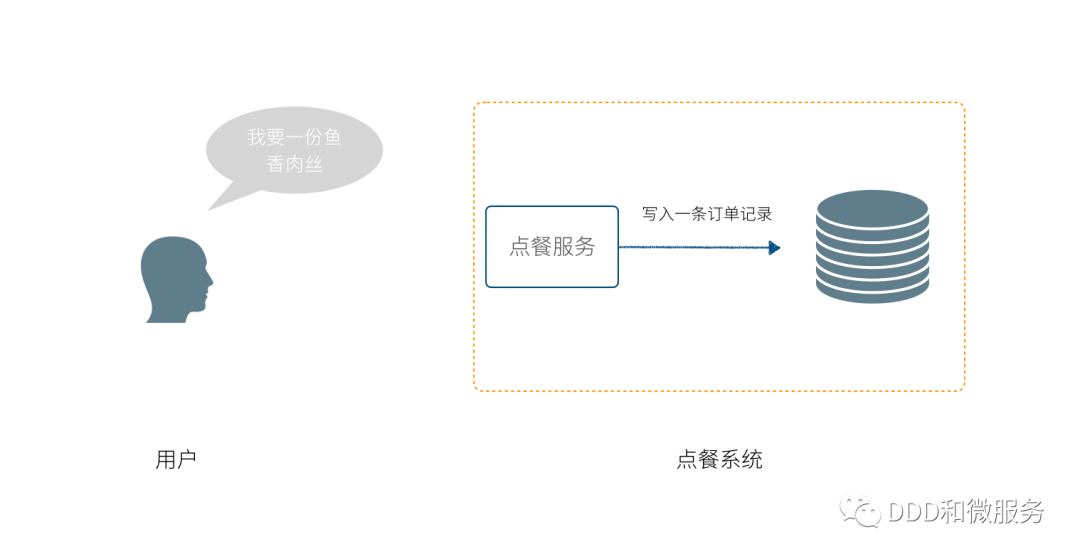 我要一份鱼
香肉丝
写入一条订单记录
点餐服务
用户
点餐系统
DDD和微服务